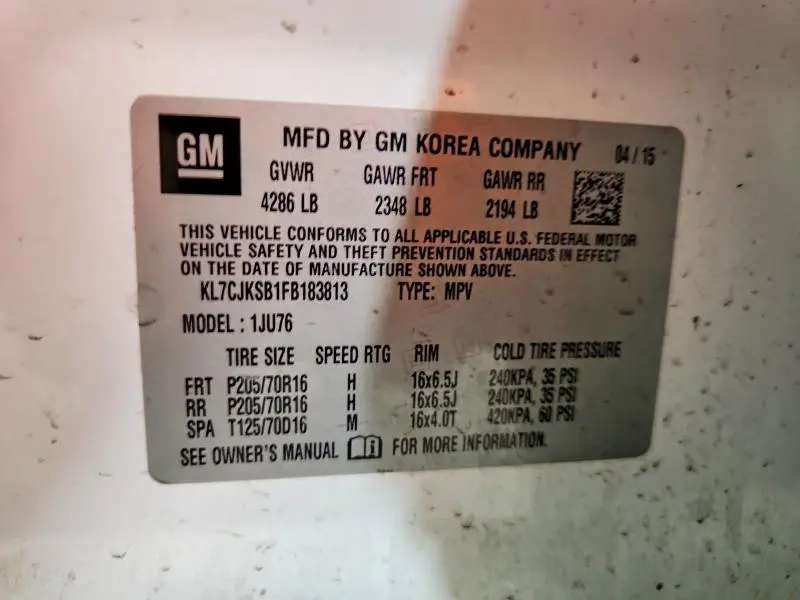 GM
MFD BY GM KOREA COMPANY 04/15
GVWR GAWR FRT GAWR RR
4286 LB 2348 LB 2194 LB
THIS VEHICLE CONFORMS TO ALL APPLICABLE U.S. FEDERAL MOTOR
VEHICLE SAFETY AND THEFT PREVENTION STANDARDS IN EFFECT
ON THE DATE OF MANUFACTURE SHOWN ABOVE.
KL7CJKSB1FB183813 TYPE: MPV
MODEL : 1JU76
TIRE SIZE SPEED RTG RIM COLD TIRE PRESSURE
FRT P205/70R16 H 16x6.5J 240KPA, 35 PSI
RR P205/70R16 H 16x6.5J 240KPA, 35 PSI
SPA T125/70D16 M 16x4.0T 420KPA, 60 PSI
SEE OWNER'S MANUAL FOR MORE INFORMATION.